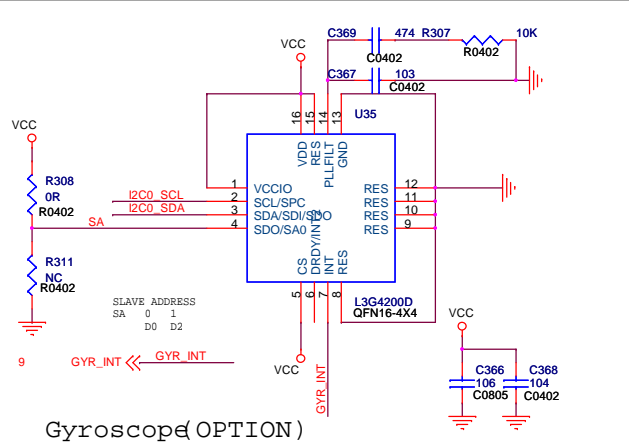 C369 474 R307 10K
VCC C0402 R0402
C367 103
C0402
U35
16 15 14 13
VCC
VDD RES PLLFILT GND
R308
0R
R0402
1 VCCIO RES 12
I2C0_SCL 2 SCL/SPC RES 11
I2C0_SDA 3 SDA/SDI/SDO RES 10
SA 4 SDO/SA0 RES 9
CS DRDY/INT2 INT RES
R311
NC
R0402
5 6 7 8
L3G4200D
QFN16-4X4
SLAVE ADDRESS
SA 0 1
D0 D2
VCC
9 GYR_INT GYR_INT
VCC
GYR_INT
C366 C368
106 104
C0805 C0402
Gyroscope(OPTION)